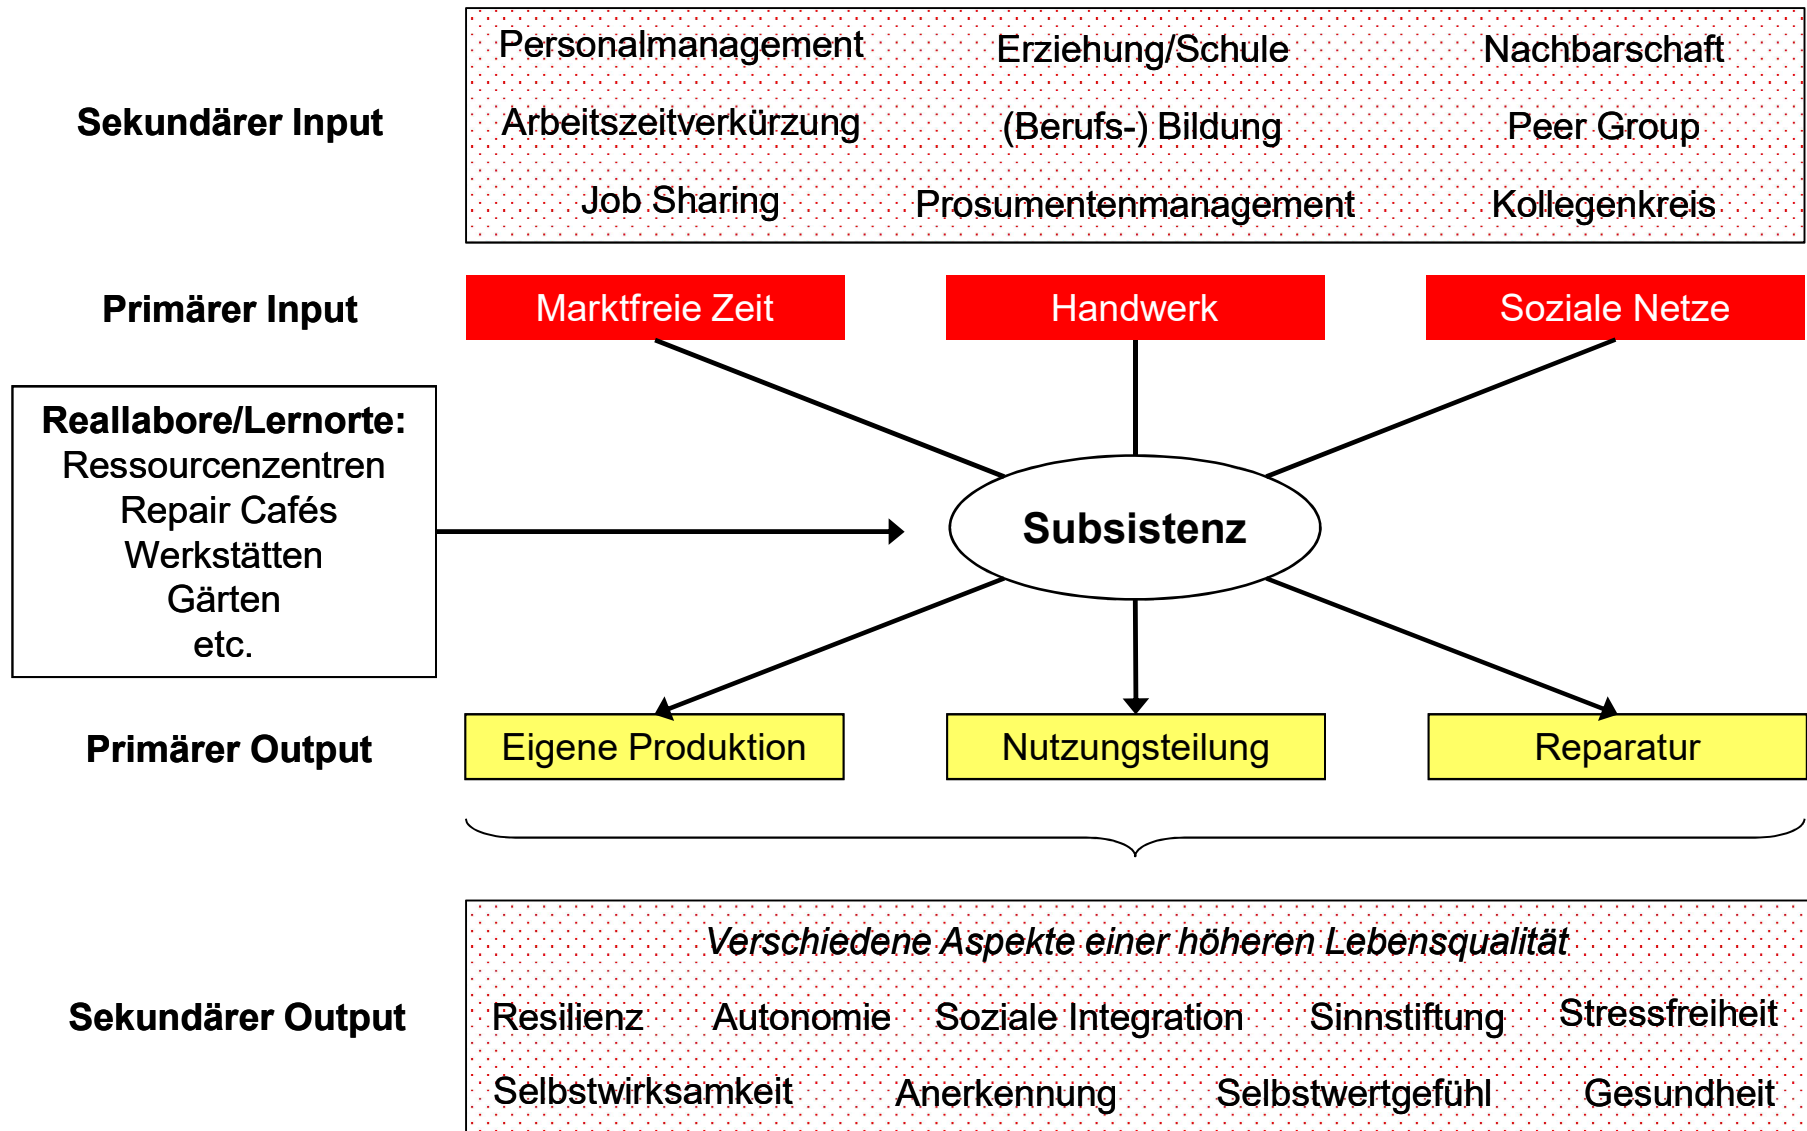 Personalmanagement Erziehung/Schule Nachbarschaft
Sekundärer Input Arbeitszeitverkürzung (Berufs-) Bildung Peer Group
Job Sharing Prosumentenmanagement Kollegenkreis
Primärer Input Marktfreie Zeit Handwerk Soziale Netze
Reallabore/Lernorte:
Ressourcenzentren
Repair Cafés
Werkstätten
Gärten
etc.
Subsistenz
Primärer Output Eigene Produktion Nutzungsteilung Reparatur
Verschiedene Aspekte einer höheren Lebensqualität
Sekundärer Output Resilienz Autonomie Soziale Integration Sinnstiftung Stressfreiheit
Selbstwirksamkeit Anerkennung Selbstwertgefühl Gesundheit